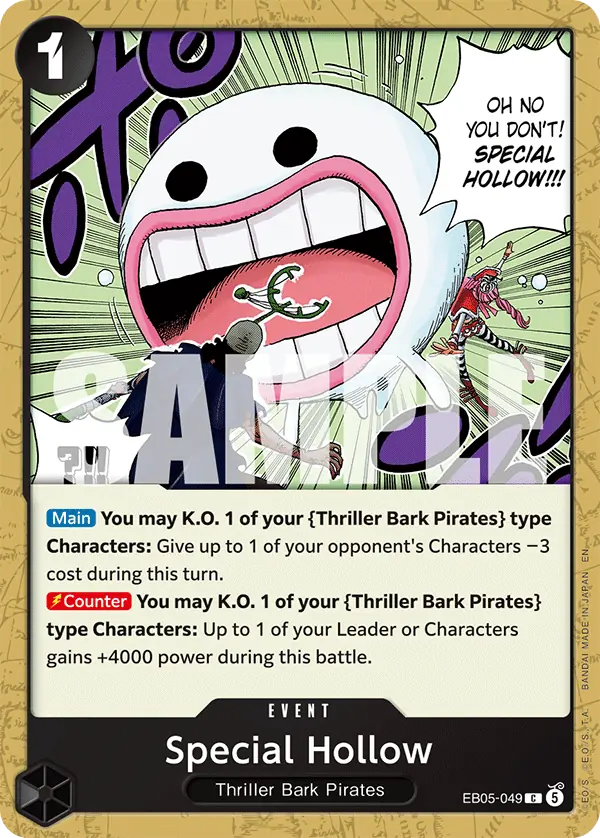 1
OH NO
YOU DON'T!
SPECIAL
HOLLOW!!!
?!!
SAMPLE
Main You may K.O. 1 of your {Thriller Bark Pirates} type
Characters: Give up to 1 of your opponent's Characters −3
cost during this turn.
Counter You may K.O. 1 of your {Thriller Bark Pirates}
type Characters: Up to 1 of your Leader or Characters
gains +4000 power during this battle.
EVENT
Special Hollow
Thriller Bark Pirates
EB05-049 C 5
BANDAI MADE IN JAPAN EN